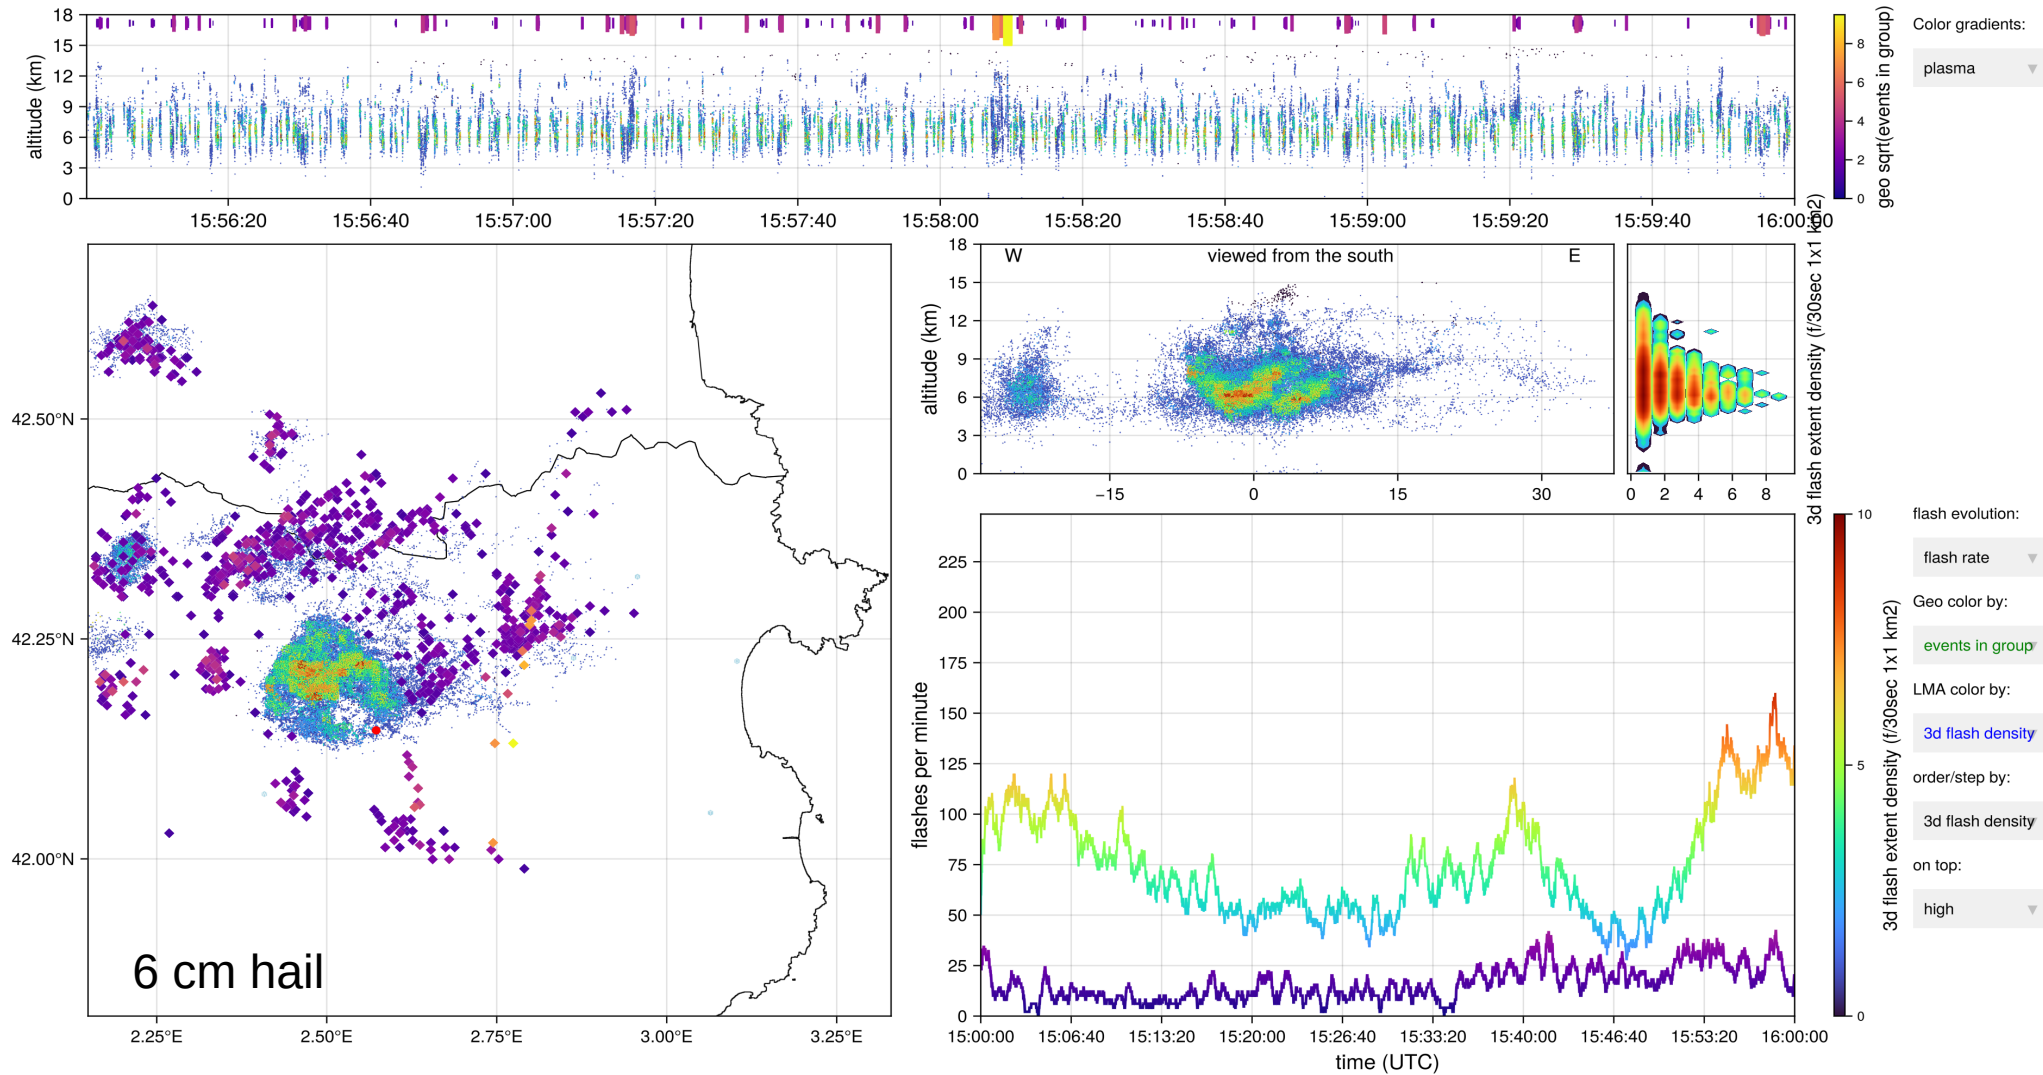 18
15
12
9
6
3
0
altitude (km)
15:56:20
15:56:40
15:57:00
15:57:20
15:57:40
15:58:00
15:58:20
15:58:40
15:59:00
15:59:20
15:59:40
16:00:00
8
6
4
2
0
geo sqrt(events in group)
Color gradients:
plasma
42.50°N
42.25°N
42.00°N
2.25°E
2.50°E
2.75°E
3.00°E
3.25°E
6 cm hail
18
15
12
9
6
3
0
altitude (km)
W
viewed from the south
E
−15
0
15
30
0
2
4
6
8
3d flash extent density (f/30sec 1x1 km2)
225
200
175
150
125
100
75
50
25
0
flashes per minute
15:00:00
15:06:40
15:13:20
15:20:00
15:26:40
15:33:20
15:40:00
15:46:40
15:53:20
16:00:00
time (UTC)
10
5
0
3d flash extent density (f/30sec 1x1 km2)
flash evolution:
flash rate
Geo color by:
events in group
LMA color by:
3d flash density
order/step by:
3d flash density
on top:
high